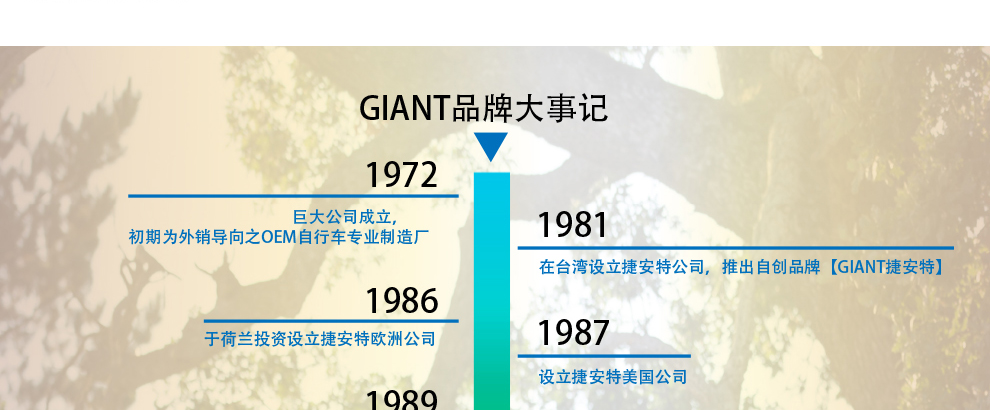 GIANT品牌大事记
1972
巨大公司成立,
初期为外销导向之OEM自行车专业制造厂
1981
在台湾设立捷安特公司，推出自创品牌【GIANT捷安特】
1986
于荷兰投资设立捷安特欧洲公司
1987
设立捷安特美国公司
1989